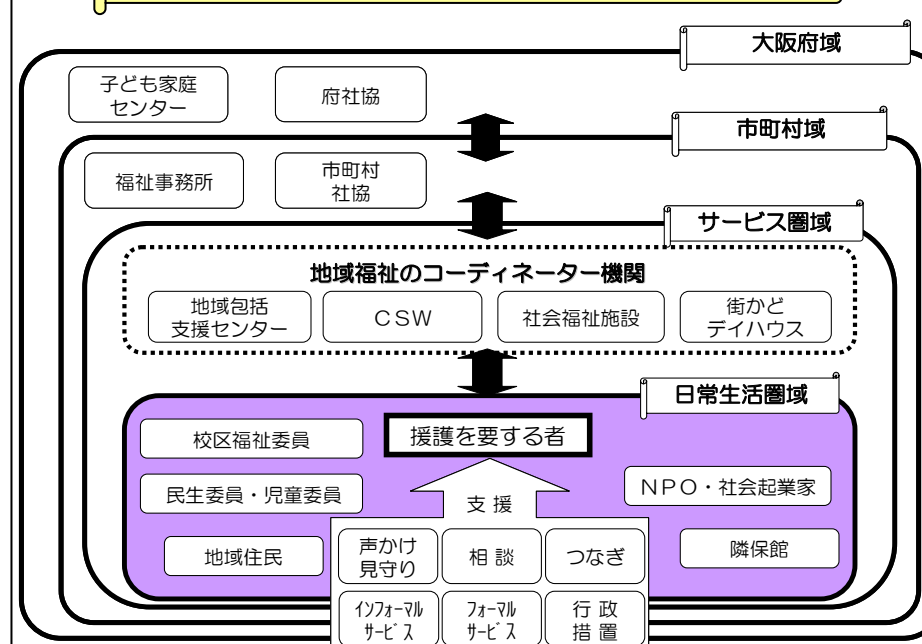 大阪府域
子ども家庭
センター
府社協
市町村域
福祉事務所
市町村
社協
サービス圏域
地域福祉のコーディネーター機関
地域包括
支援センター
ＣＳＷ
社会福祉施設
街かど
デイハウス
日常生活圏域
校区福祉委員
援護を要する者
民生委員・児童委員
ＮＰＯ・社会起業家
支 援
地域住民
声かけ
見守り
相 談
つなぎ
隣保館
ｲﾝﾌｫｰﾏﾙ
ｻｰﾋﾞｽ
ﾌｫｰﾏﾙ
ｻｰﾋﾞｽ
行 政
措 置